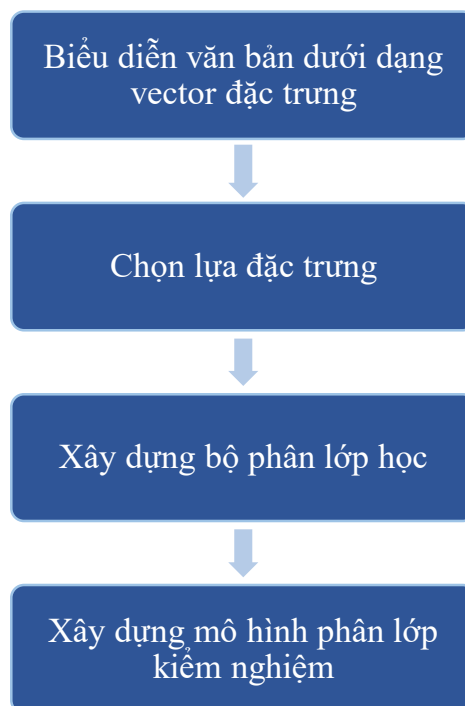 Biểu diễn văn bản dưới dạng
vector đặc trưng
Chọn lựa đặc trưng
Xây dựng bộ phân lớp học
Xây dựng mô hình phân lớp
kiểm nghiệm